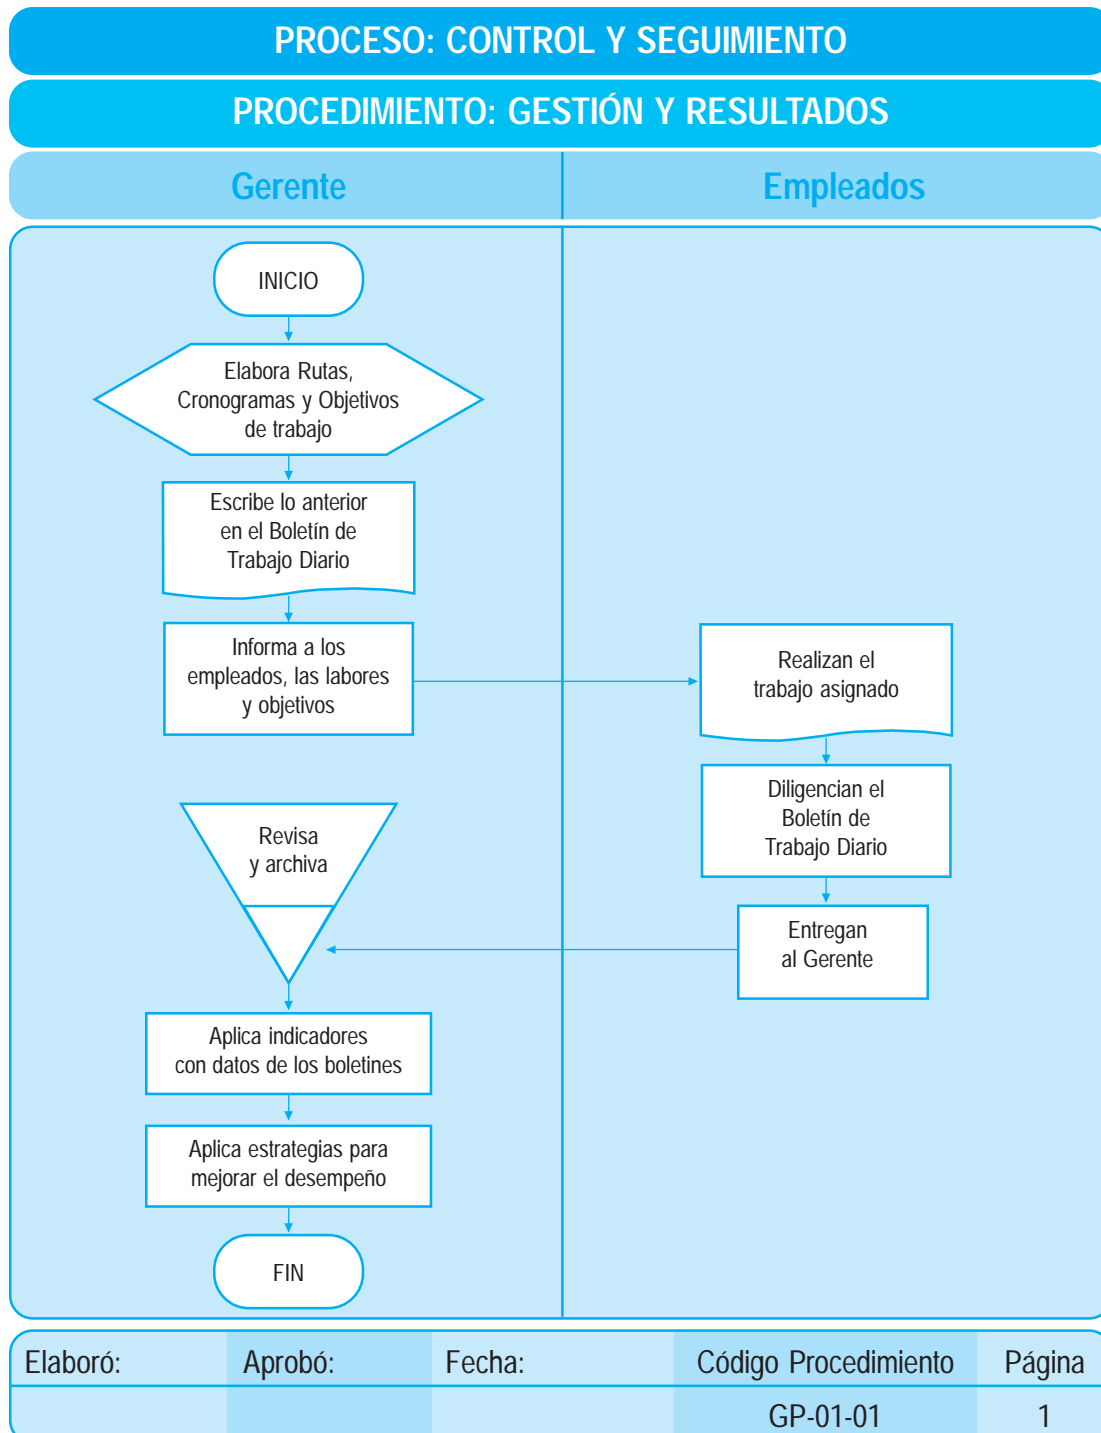 PROCESO: CONTROL Y SEGUIMIENTO
PROCEDIMIENTO: GESTIÓN Y RESULTADOS
Gerente
Empleados
INICIO
Elabora Rutas,
Cronogramas y Objetivos
de trabajo
Escribe lo anterior
en el Boletín de
Trabajo Diario
Informa a los
empleados, las labores
y objetivos
Realizan el
trabajo asignado
Diligencian el
Boletín de
Trabajo Diario
Entregan
al Gerente
Revisa
y archiva
Aplica indicadores
con datos de los boletines
Aplica estrategias para
mejorar el desempeño
FIN
Elaboró:
Aprobó:
Fecha:
Código Procedimiento
Página
GP-01-01
1